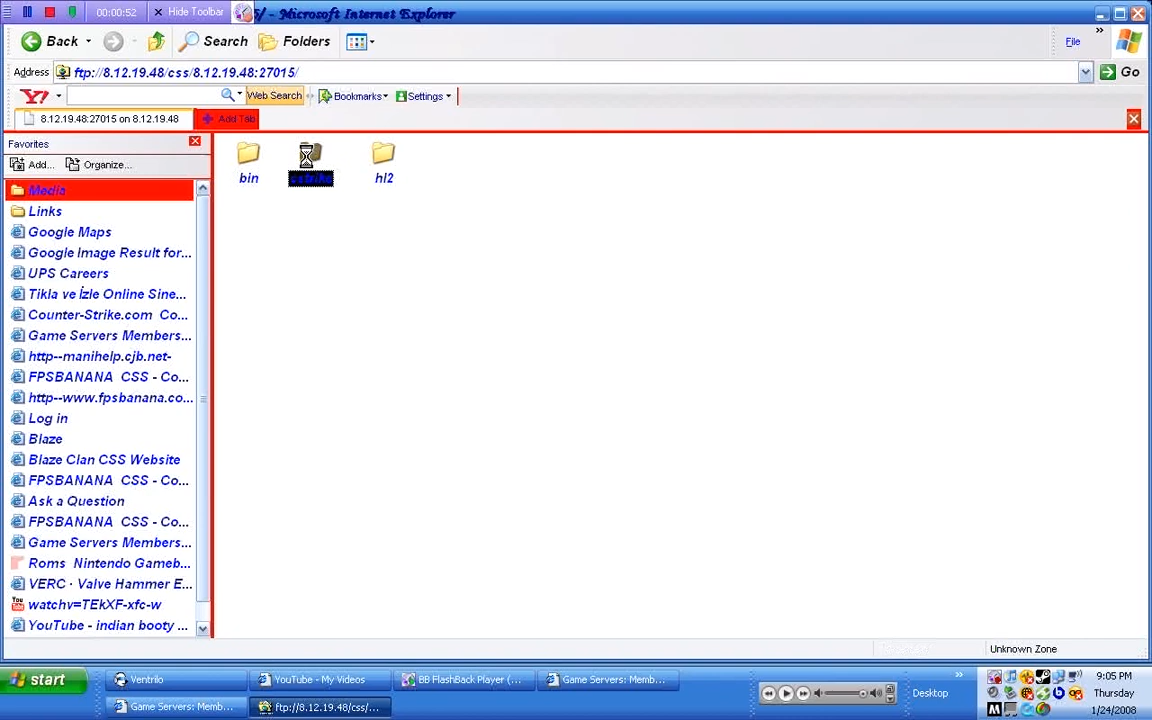 00:00:52 Hide Toolbar 5/ - Microsoft Internet Explorer
Back Search Folders File
Address ftp://8.12.19.48/css/8.12.19.48:27015/ Go
Y! Web Search Bookmarks Settings
8.12.19.48:27015 on 8.12.19.48 Add Tab
Favorites
Add... Organize...
bin cstrike hl2
Media
Links
Google Maps
Google Image Result for...
UPS Careers
Tikla ve İzle Online Sine...
Counter-Strike.com Co...
Game Servers Members...
http--manihelp.cjb.net-
FPSBANANA CSS - Co...
http--www.fpsbanana.co...
Log in
Blaze
Blaze Clan CSS Website
FPSBANANA CSS - Co...
Ask a Question
FPSBANANA CSS - Co...
Game Servers Members...
Roms Nintendo Gameb...
VERC · Valve Hammer E...
watchv=TEkXF-xfc-w
YouTube - indian booty ...
Unknown Zone
start Ventrilo YouTube - My Videos BB FlashBack Player (... Game Servers: Memb... 9:05 PM
Desktop Thursday
Game Servers: Memb... ftp://8.12.19.48/css/... 1/24/2008